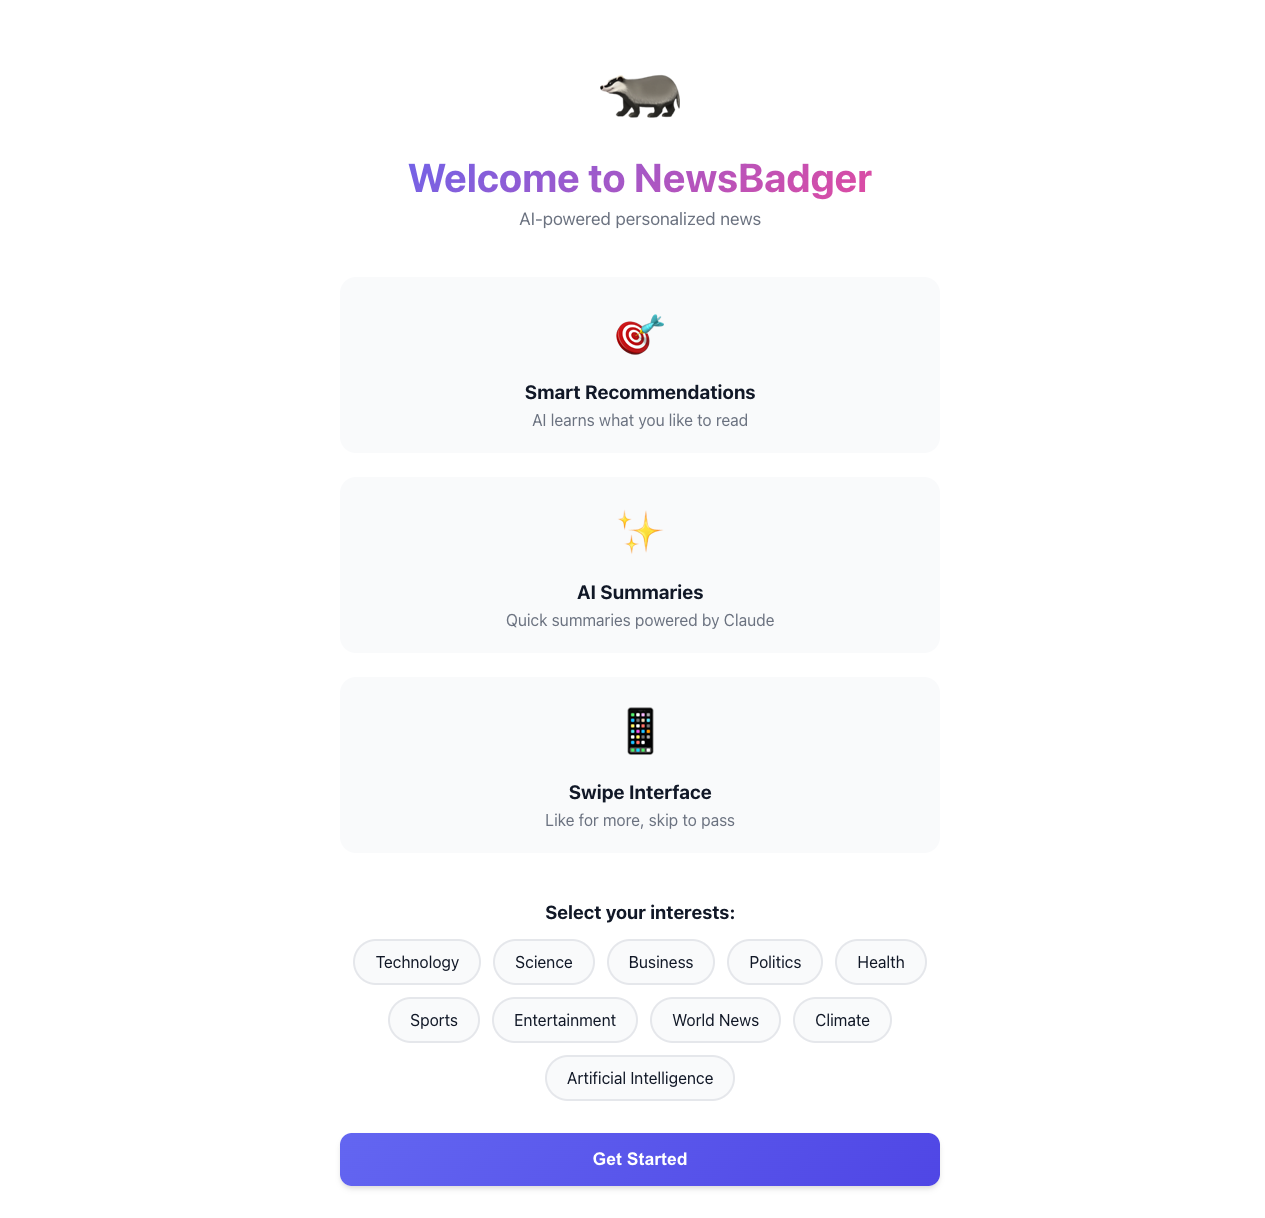 Welcome to NewsBadger
AI-powered personalized news
Smart Recommendations
AI learns what you like to read
AI Summaries
Quick summaries powered by Claude
Swipe Interface
Like for more, skip to pass
Select your interests:
Technology Science Business Politics Health
Sports Entertainment World News Climate
Artificial Intelligence
Get Started